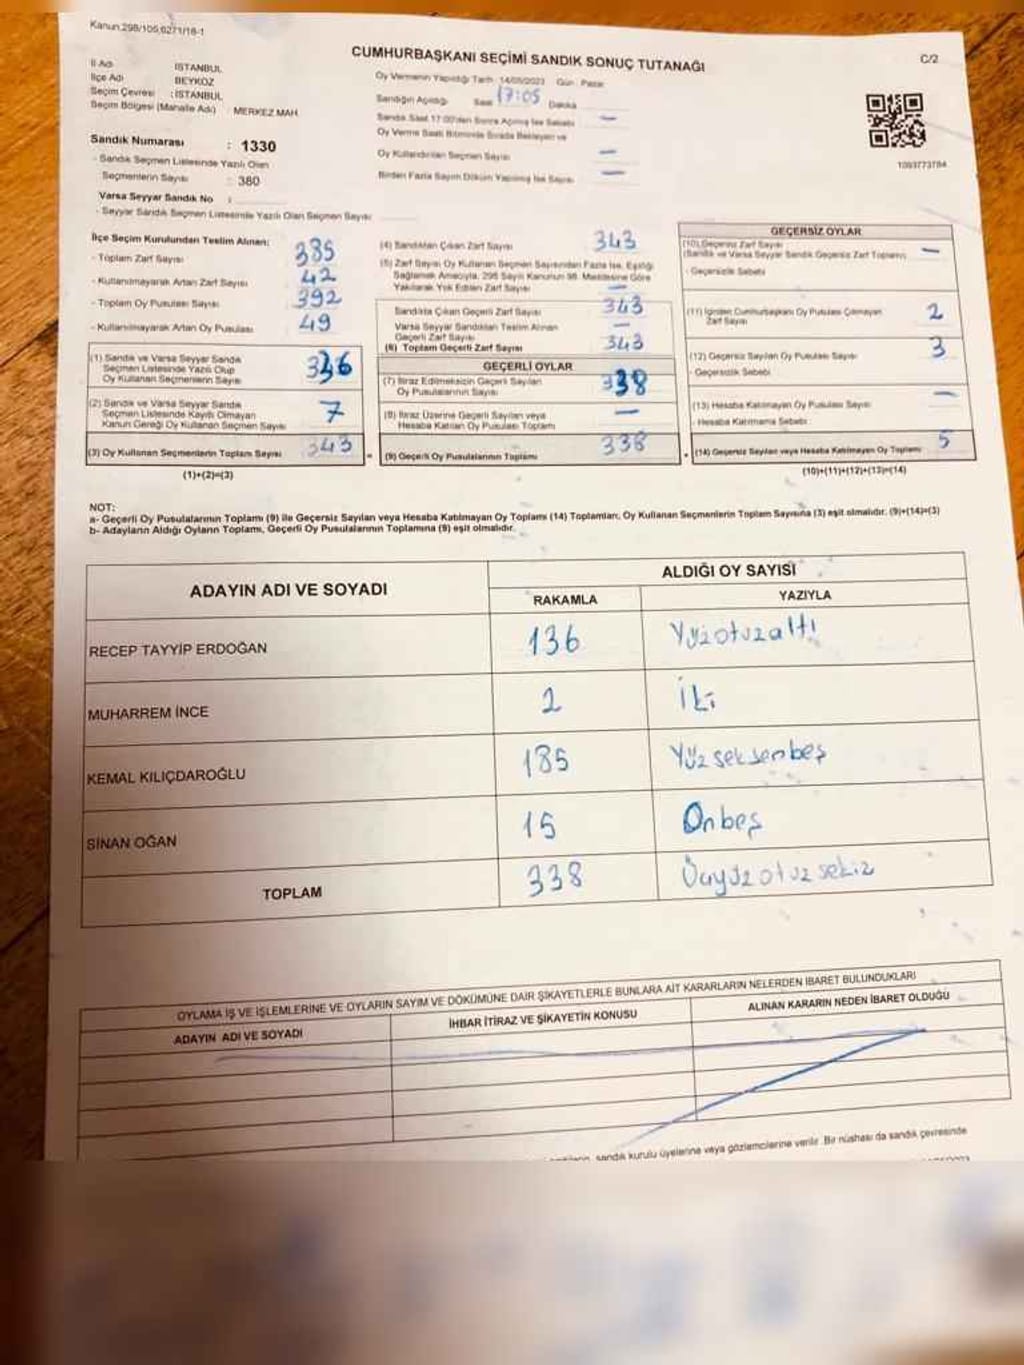 Kanun.298/105,6271/18-1
CUMHURBAŞKANI SEÇİMİ SANDIK SONUÇ TUTANAĞI
C/2
İl Adı İSTANBUL
İlçe Adı BEYKOZ
Seçim Çevresi : İSTANBUL
Seçim Bölgesi (Mahalle Adı) : MERKEZ MAH.
Oy Vermenin Yapıldığı Tarih : 14/05/2023 Gün : Pazar
Sandığın Açıldığı Saat 17:05 Dakika
Sandık Saat 17:00'den Sonra Açılmış İse Sebebi –
Oy Verme Saati Bitiminde Sırada Bekleyen ve
Oy Kullandırılan Seçmen Sayısı –
Birden Fazla Sayım Döküm Yapılmış İse Sayısı –
1093773784
Sandık Numarası : 1330
- Sandık Seçmen Listesinde Yazılı Olan
Seçmenlerin Sayısı : 380
Varsa Seyyar Sandık No :
- Seyyar Sandık Seçmen Listesinde Yazılı Olan Seçmen Sayısı
İlçe Seçim Kurulundan Teslim Alınan:
- Toplam Zarf Sayısı 385
- Kullanılmayarak Artan Zarf Sayısı 42
- Toplam Oy Pusulası Sayısı 392
- Kullanılmayarak Artan Oy Pusulası 49
(1) Sandık ve Varsa Seyyar Sandık
Seçmen Listesinde Yazılı Olup
Oy Kullanan Seçmenlerin Sayısı 336
(2) Sandık ve Varsa Seyyar Sandık
Seçmen Listesinde Kayıtlı Olmayan
Kanun Gereği Oy Kullanan Seçmen Sayısı 7
(3) Oy Kullanan Seçmenlerin Toplam Sayısı 343
(1)+(2)=(3)
(4) Sandıktan Çıkan Zarf Sayısı 343
(5) Zarf Sayısı Oy Kullanan Seçmen Sayısından Fazla İse, Eşitliği
Sağlamak Amacıyla, 298 Sayılı Kanunun 98. Maddesine Göre
Yakılarak Yok Edilen Zarf Sayısı –
Sandıkta Çıkan Geçerli Zarf Sayısı 343
Varsa Seyyar Sandıktan Teslim Alınan
Geçerli Zarf Sayısı –
(6) Toplam Geçerli Zarf Sayısı 343
GEÇERLİ OYLAR
(7) İtiraz Edilmeksizin Geçerli Sayılan
Oy Pusulalarının Sayısı 338
(8) İtiraz Üzerine Geçerli Sayılan veya
Hesaba Katılan Oy Pusulası Toplamı –
= (9) Geçerli Oy Pusulalarının Toplamı 338
GEÇERSİZ OYLAR
(10) Geçersiz Zarf Sayısı
(Sandık ve Varsa Seyyar Sandık Geçersiz Zarf Toplamı) –
- Geçersizlik Sebebi
(11) İçinden Cumhurbaşkanı Oy Pusulası Çıkmayan
Zarf Sayısı 2
(12) Geçersiz Sayılan Oy Pusulası Sayısı 3
- Geçersizlik Sebebi
(13) Hesaba Katılmayan Oy Pusulası Sayısı –
- Hesaba Katılmama Sebebi
+ (14) Geçersiz Sayılan veya Hesaba Katılmayan Oy Toplamı 5
(10)+(11)+(12)+(13)=(14)
NOT:
a- Geçerli Oy Pusulalarının Toplamı (9) ile Geçersiz Sayılan veya Hesaba Katılmayan Oy Toplamı (14) Toplamları, Oy Kullanan Seçmenlerin Toplam Sayısına (3) eşit olmalıdır. (9)+(14)=(3)
b- Adayların Aldığı Oyların Toplamı, Geçerli Oy Pusulalarının Toplamına (9) eşit olmalıdır.
ADAYIN ADI VE SOYADI ALDIĞI OY SAYISI
RAKAMLA YAZIYLA
RECEP TAYYİP ERDOĞAN 136 Yüzotuzaltı
MUHARREM İNCE 2 İki
KEMAL KILIÇDAROĞLU 185 Yüzseksenbeş
SİNAN OĞAN 15 Onbeş
TOPLAM 338 Üçyüzotuzsekiz
OYLAMA İŞ VE İŞLEMLERİNE VE OYLARIN SAYIM VE DÖKÜMÜNE DAİR ŞİKAYETLERLE BUNLARA AİT KARARLARIN NELERDEN İBARET BULUNDUKLARI
ADAYIN ADI VE SOYADI İHBAR İTİRAZ VE ŞİKAYETİN KONUSU ALINAN KARARIN NEDEN İBARET OLDUĞU
sandık kurulu üyelerine veya gözlemcilerine verilir. Bir nüshası da sandık çevresinde